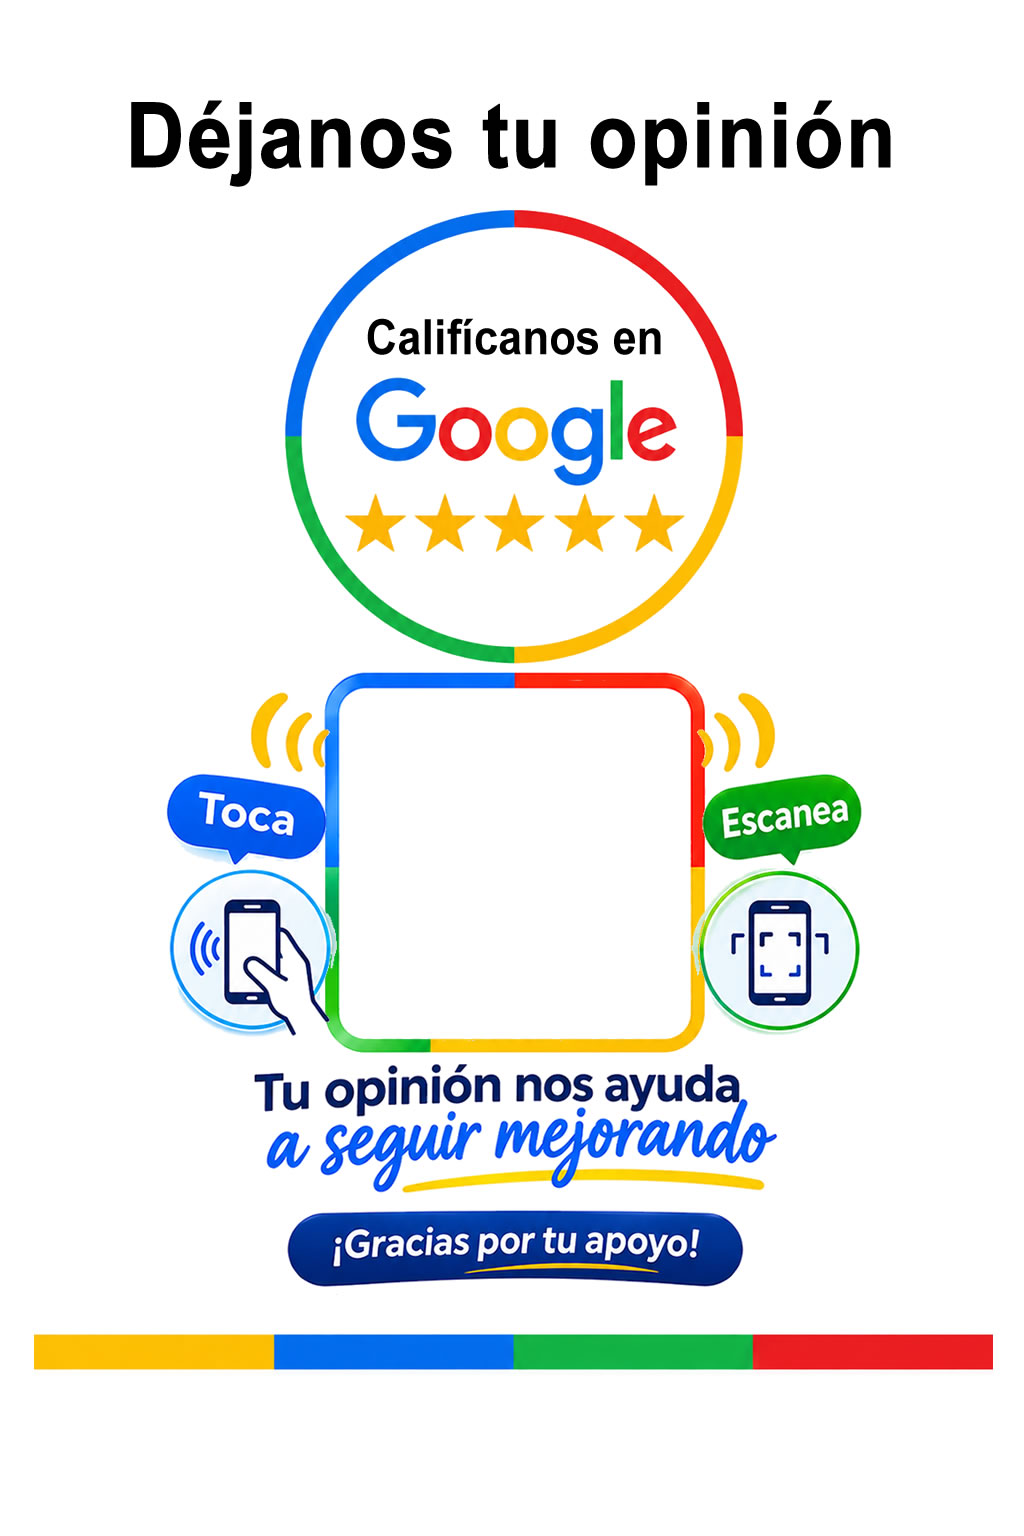 Déjanos tu opinión
Califícanos en
Google
Toca
Escanea
Tu opinión nos ayuda
a seguir mejorando
¡Gracias por tu apoyo!